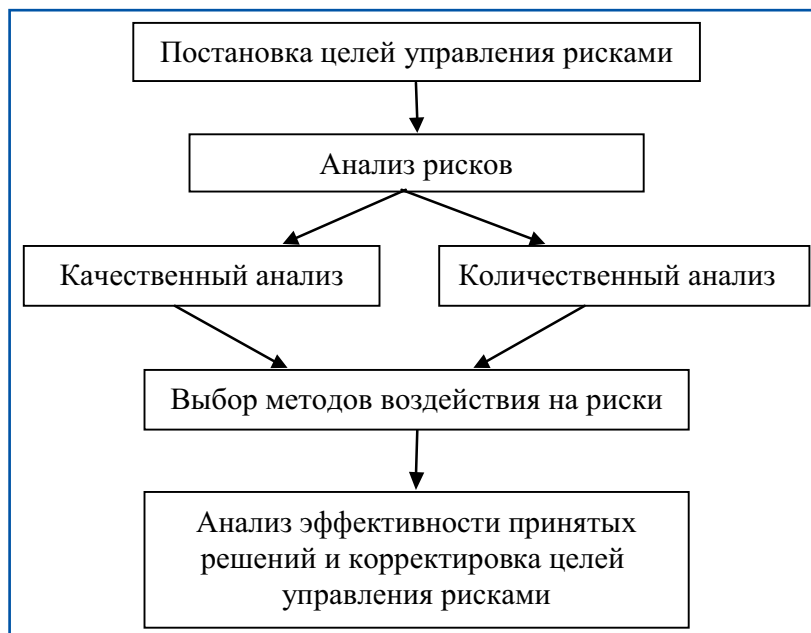 Постановка целей управления рисками
Анализ рисков
Качественный анализ
Количественный анализ
Выбор методов воздействия на риски
Анализ эффективности принятых
решений и корректировка целей
управления рисками